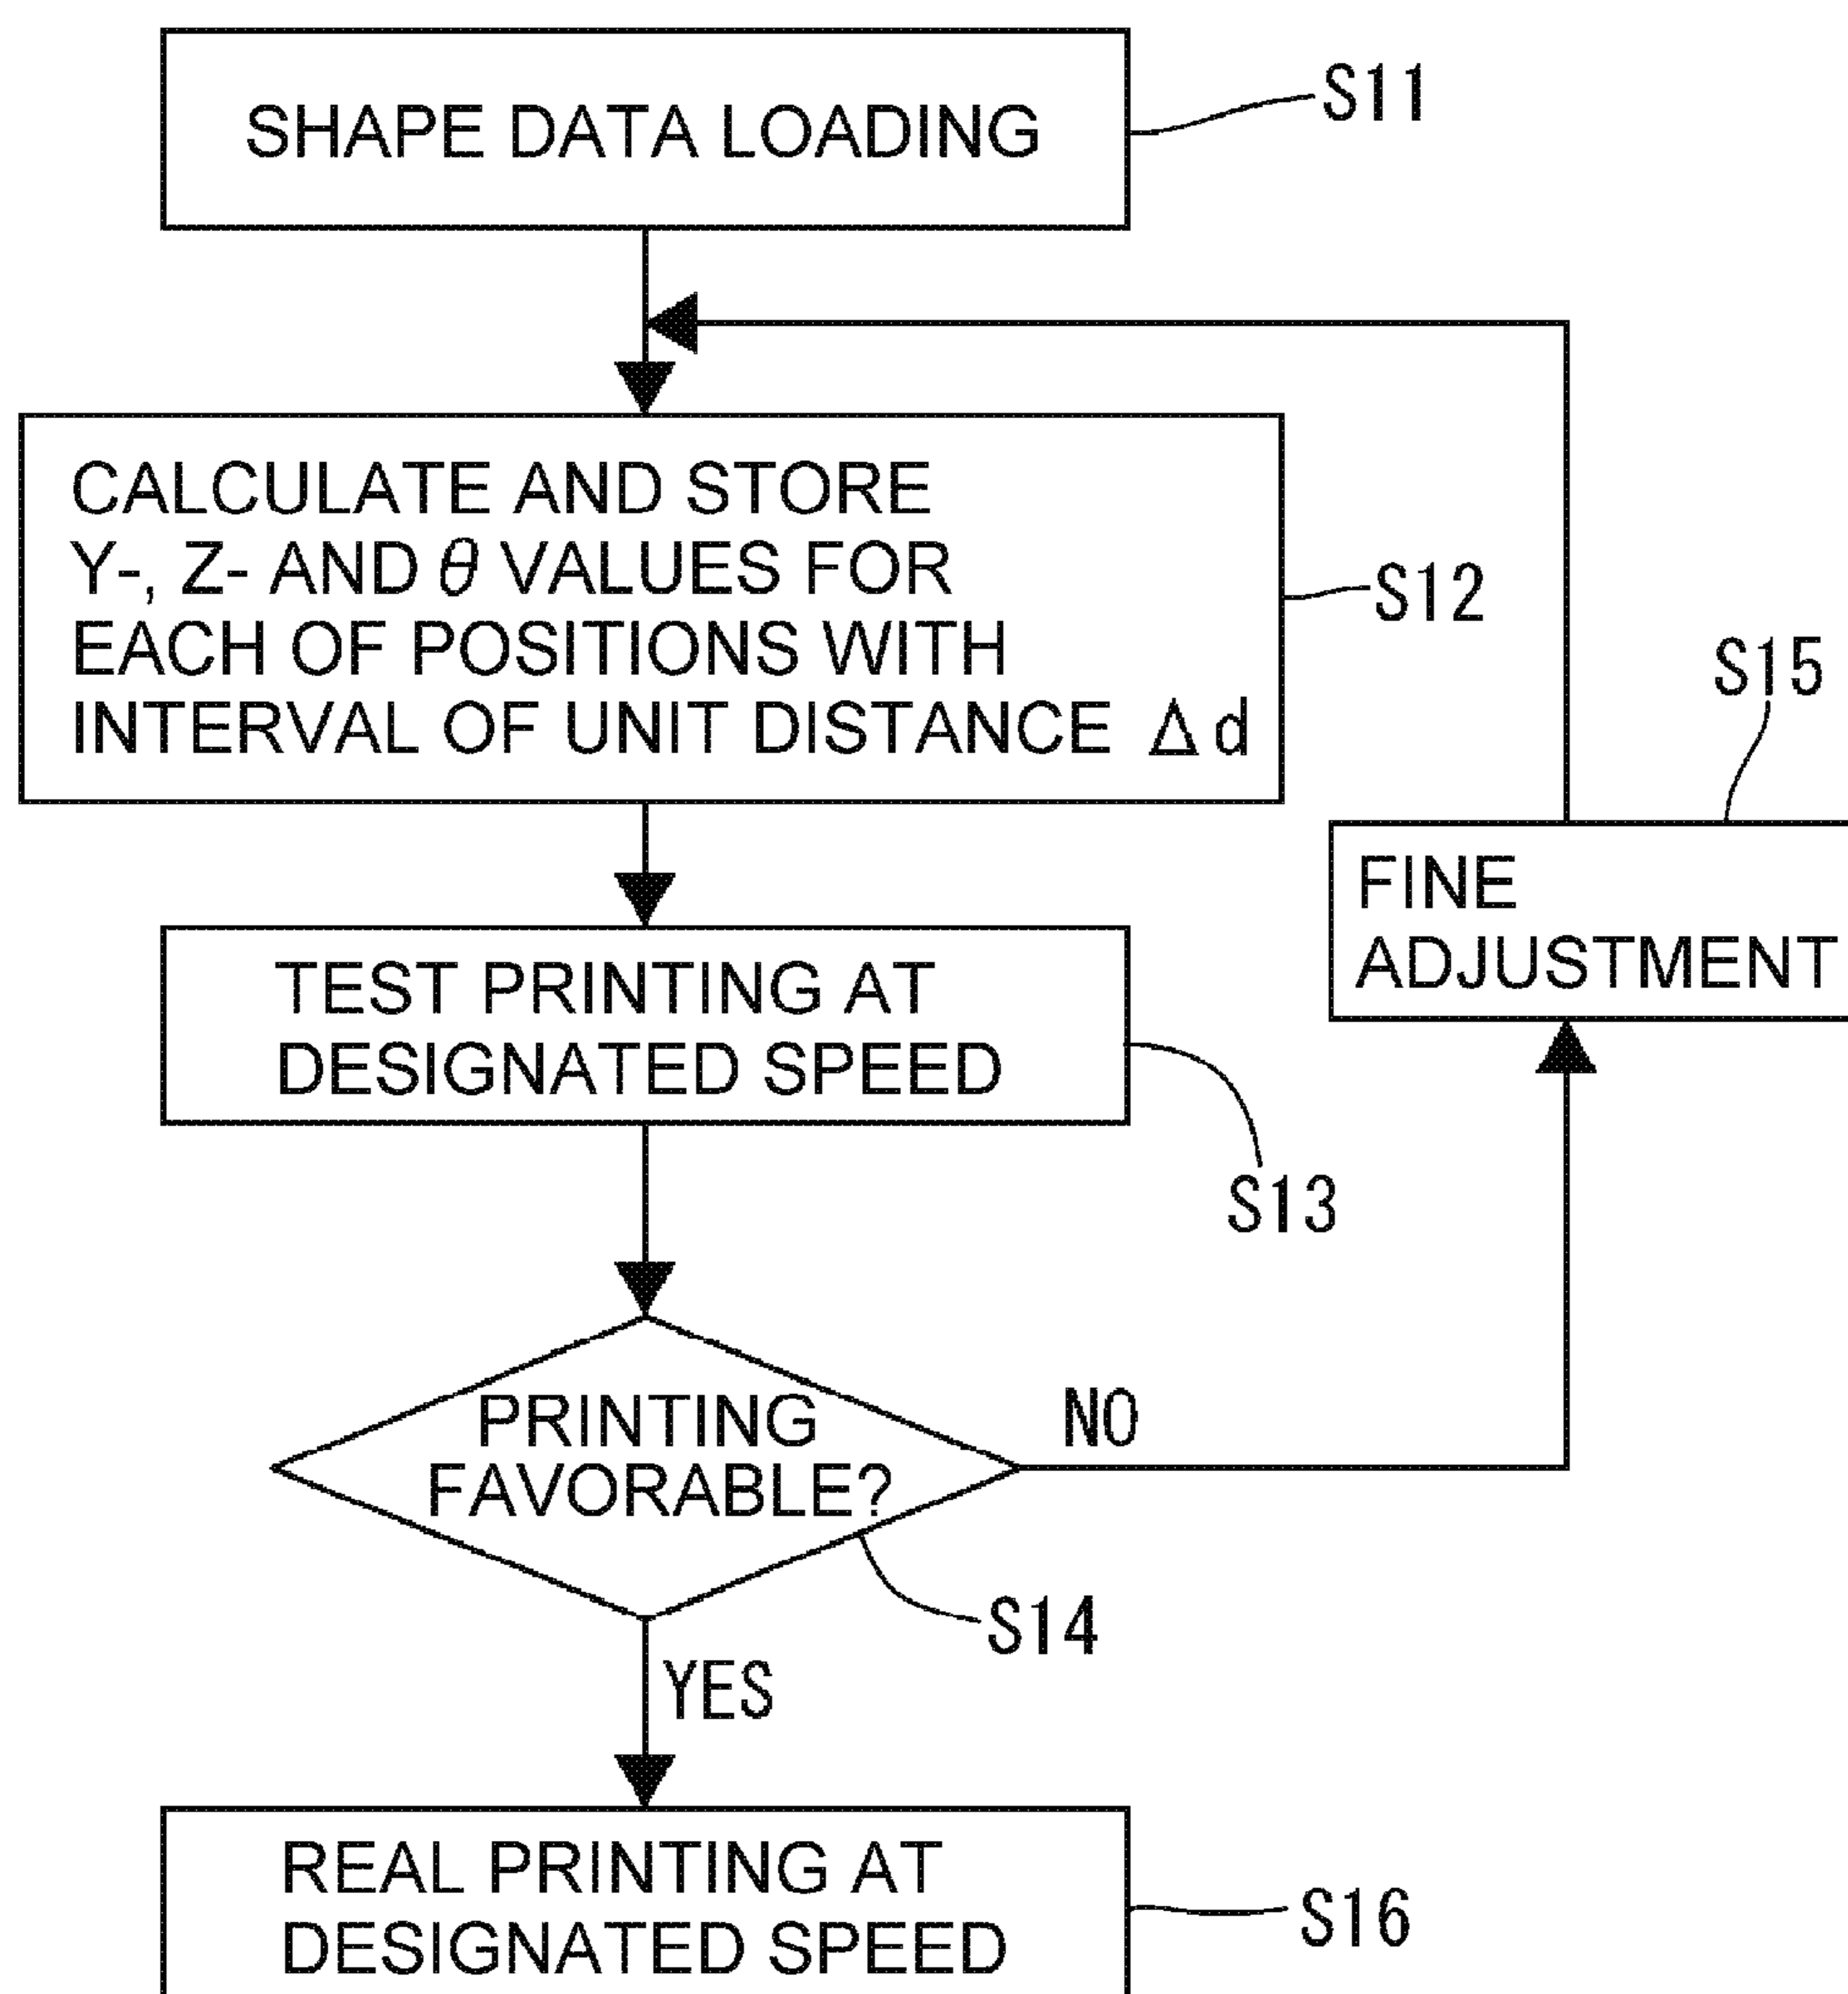 SHAPE DATA LOADING
S11
CALCULATE AND STORE
Y-, Z- AND θ VALUES FOR
EACH OF POSITIONS WITH
INTERVAL OF UNIT DISTANCE Δd
S12
S15
FINE
ADJUSTMENT
TEST PRINTING AT
DESIGNATED SPEED
S13
PRINTING
FAVORABLE?
NO
S14
YES
REAL PRINTING AT
DESIGNATED SPEED
S16